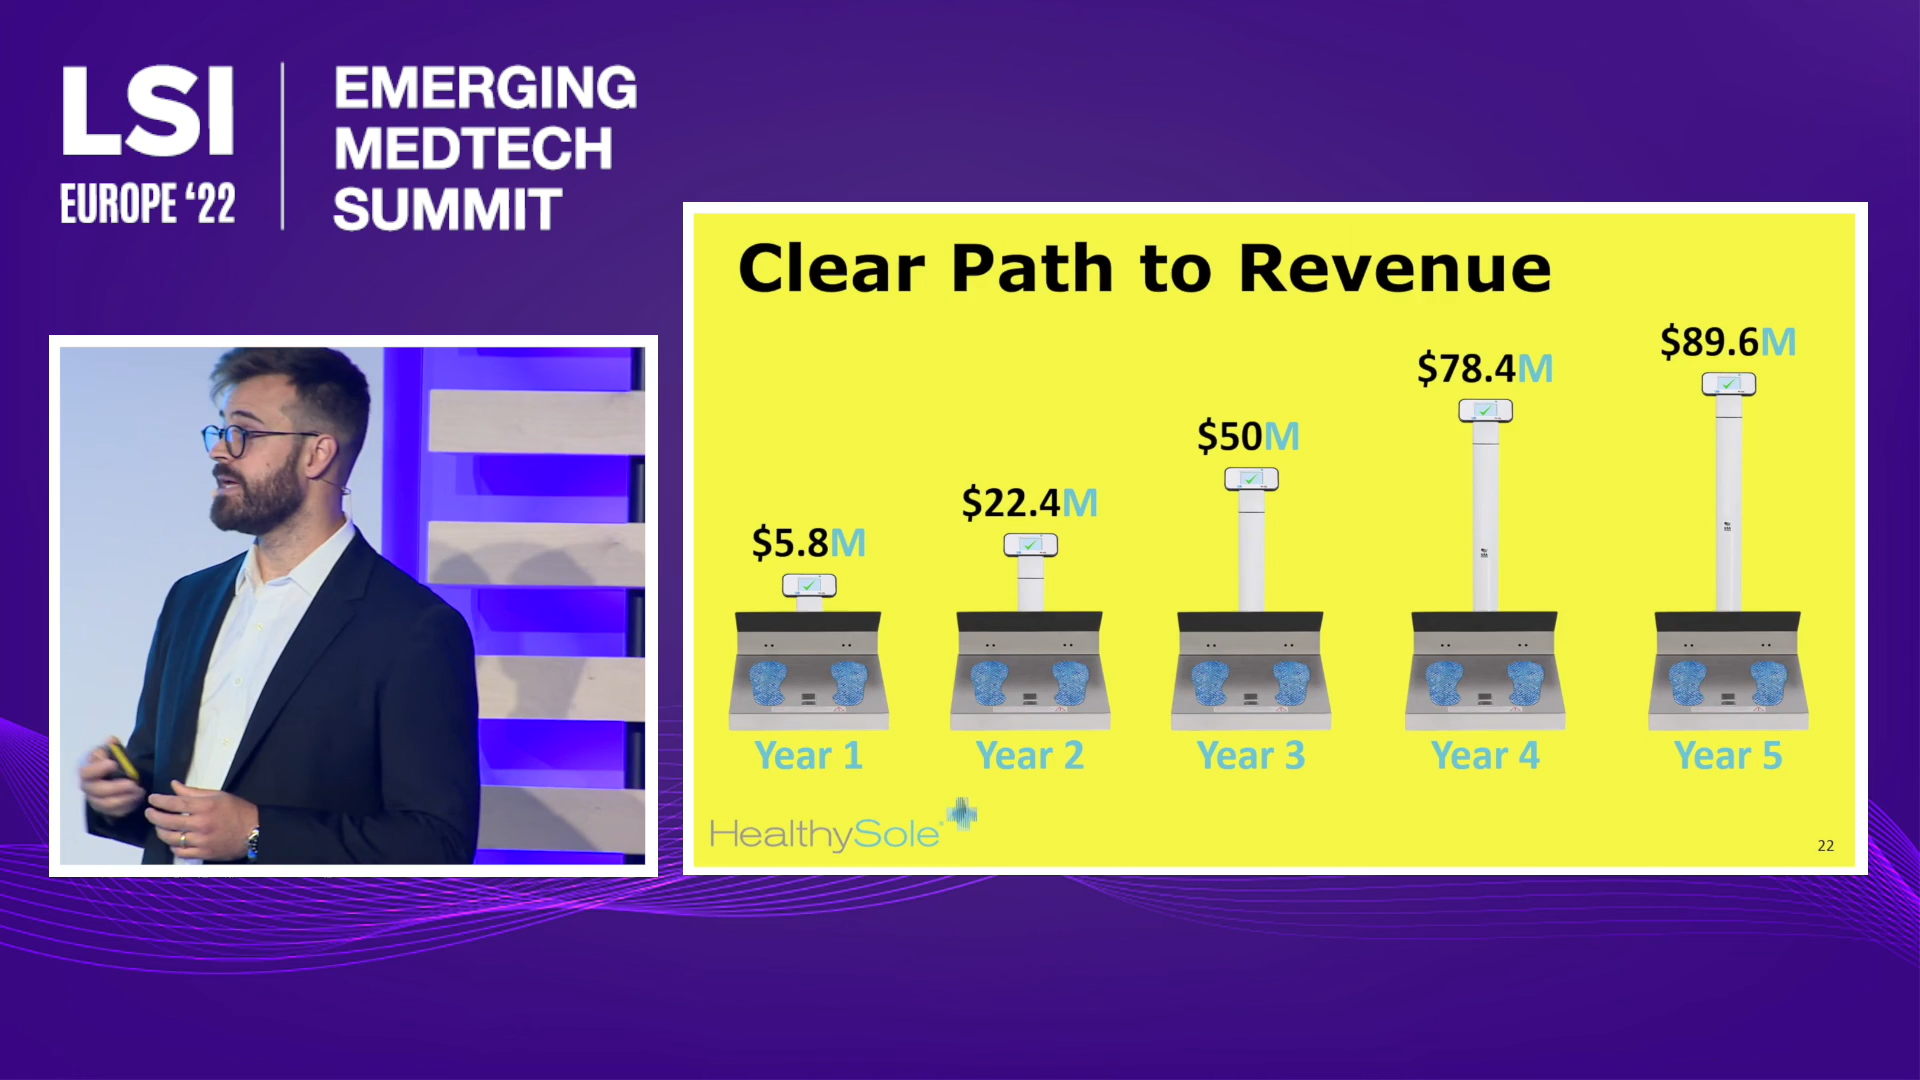 LSI
EUROPE ‘22
EMERGING
MEDTECH
SUMMIT
Clear Path to Revenue
$5.8M
$22.4M
$50M
$78.4M
$89.6M
Year 1
Year 2
Year 3
Year 4
Year 5
HealthySole
22